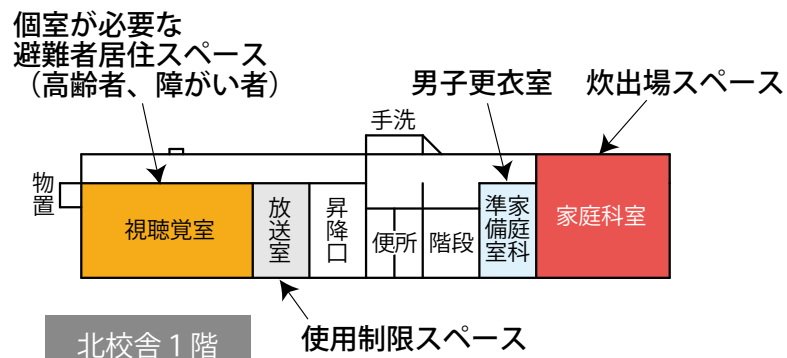 個室が必要な
避難者居住スペース
（高齢者、障がい者）
男子更衣室
炊出場スペース
手洗
物置
視聴覚室
放送室
昇降口
便所
階段
家庭科
準備室
家庭科室
使用制限スペース
北校舎1階